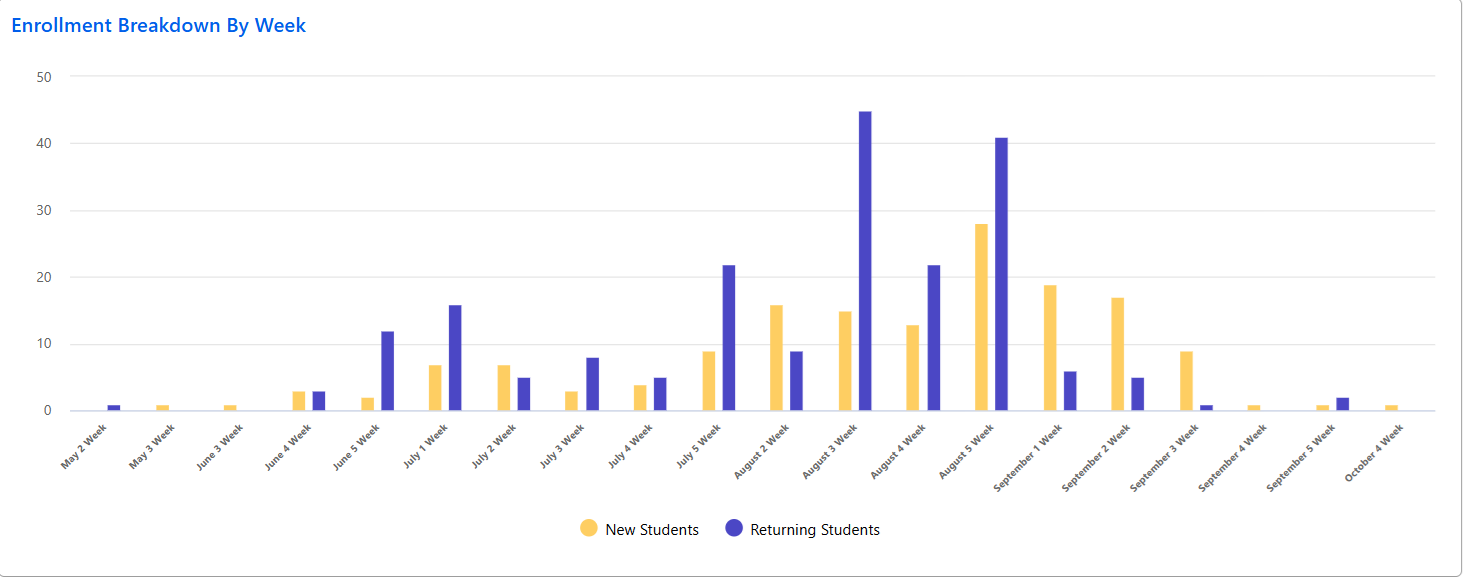 Enrollment Breakdown By Week
50
40
30
20
10
0
May 2 Week
May 3 Week
June 3 Week
June 4 Week
June 5 Week
July 1 Week
July 2 Week
July 3 Week
July 4 Week
July 5 Week
August 2 Week
August 3 Week
August 4 Week
August 5 Week
September 1 Week
September 2 Week
September 3 Week
September 4 Week
September 5 Week
October 4 Week
New Students
Returning Students